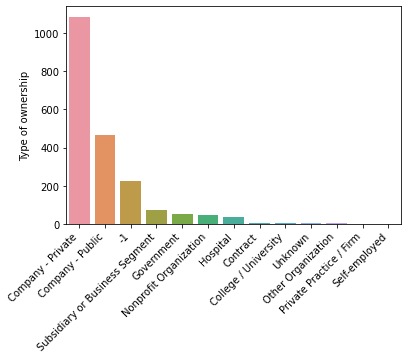 1000
800
600
400
200
0
Type of ownership
Company - Private
Company - Public
-1
Subsidiary or Business Segment
Government
Nonprofit Organization
Hospital
Contract
College / University
Unknown
Other Organization
Private Practice / Firm
Self-employed